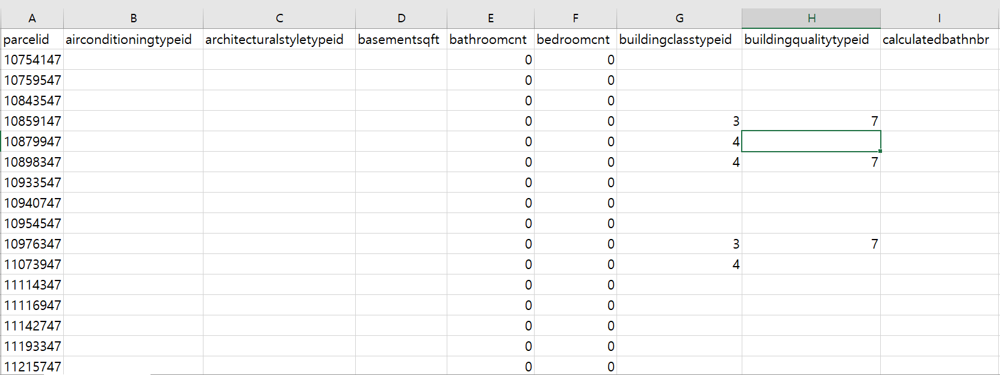 A B C D E F G H I
parcelid airconditioningtypeid architecturalstyletypeid basementsqft bathroomcnt bedroomcnt buildingclasstypeid buildingqualitytypeid calculatedbathnbr
10754147 0 0
10759547 0 0
10843547 0 0
10859147 0 0 3 7
10879947 0 0 4
10898347 0 0 4 7
10933547 0 0
10940747 0 0
10954547 0 0
10976347 0 0 3 7
11073947 0 0 4
11114347 0 0
11116947 0 0
11142747 0 0
11193347 0 0
11215747 0 0